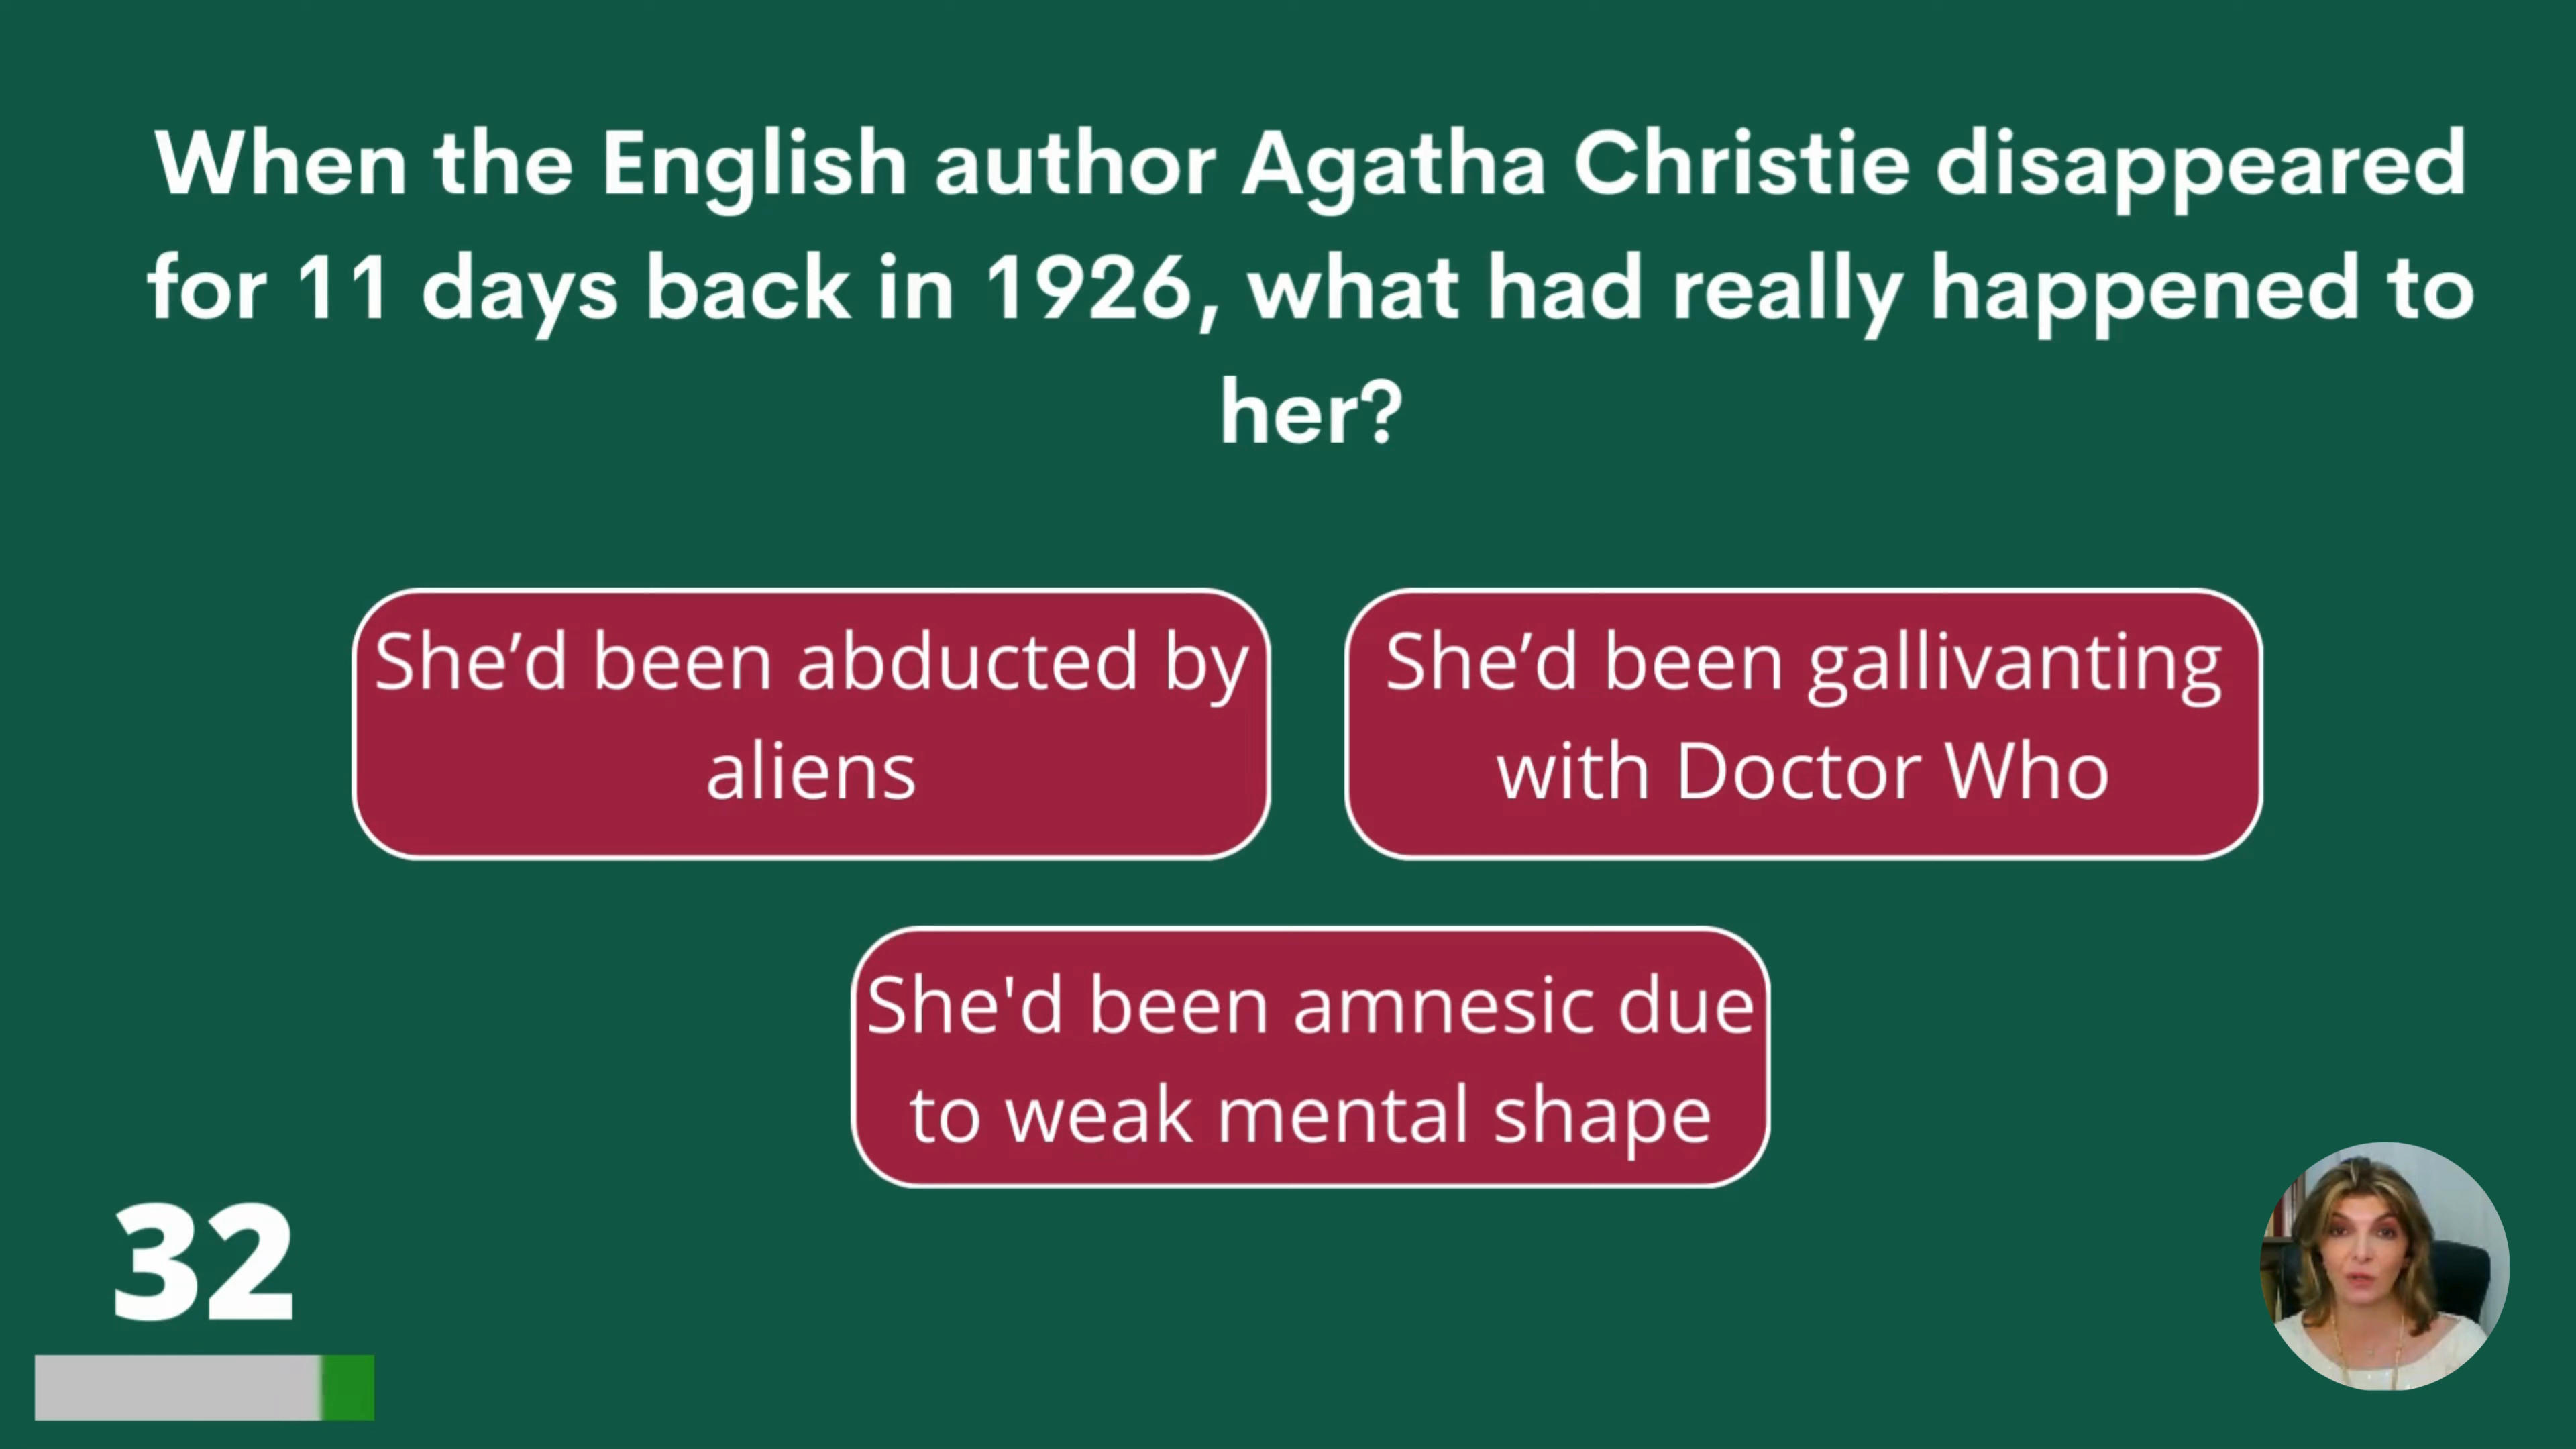 When the English author Agatha Christie disappeared
for 11 days back in 1926, what had really happened to
her?
She’d been abducted by
aliens
She’d been gallivanting
with Doctor Who
She'd been amnesic due
to weak mental shape
32